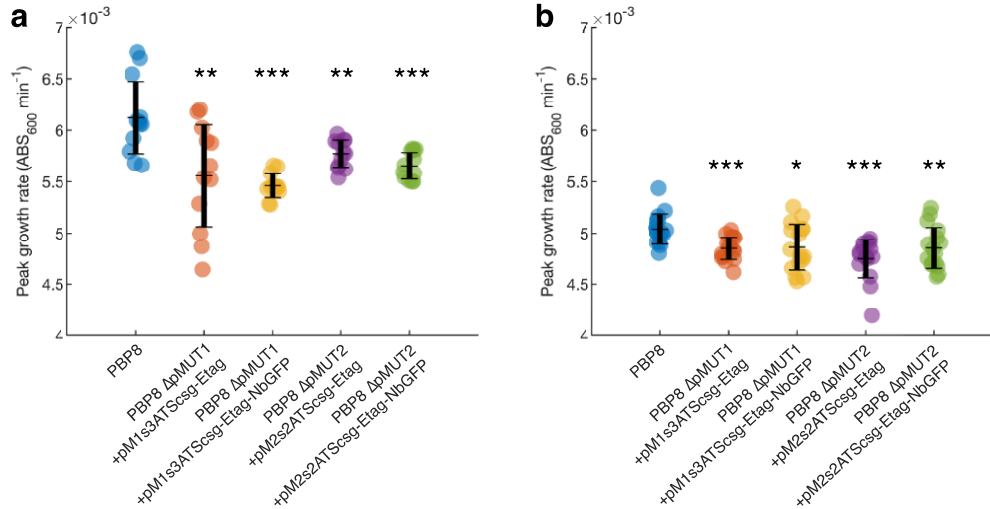 a
7 ×10⁻³
6.5
6
5.5
5
4.5
4
Peak growth rate (ABS₆₀₀ min⁻¹)
** *** ** ***
PBP8
PBP8 ΔpMUT1
+pM1s3ATScsg-Etag
PBP8 ΔpMUT1
+pM1s3ATScsg-Etag-NbGFP
PBP8 ΔpMUT2
+pM2s2ATScsg-Etag
PBP8 ΔpMUT2
+pM2s2ATScsg-Etag-NbGFP
b
7 ×10⁻³
6.5
6
5.5
5
4.5
4
Peak growth rate (ABS₆₀₀ min⁻¹)
*** * *** **
PBP8
PBP8 ΔpMUT1
+pM1s3ATScsg-Etag
PBP8 ΔpMUT1
+pM1s3ATScsg-Etag-NbGFP
PBP8 ΔpMUT2
+pM2s2ATScsg-Etag
PBP8 ΔpMUT2
+pM2s2ATScsg-Etag-NbGFP